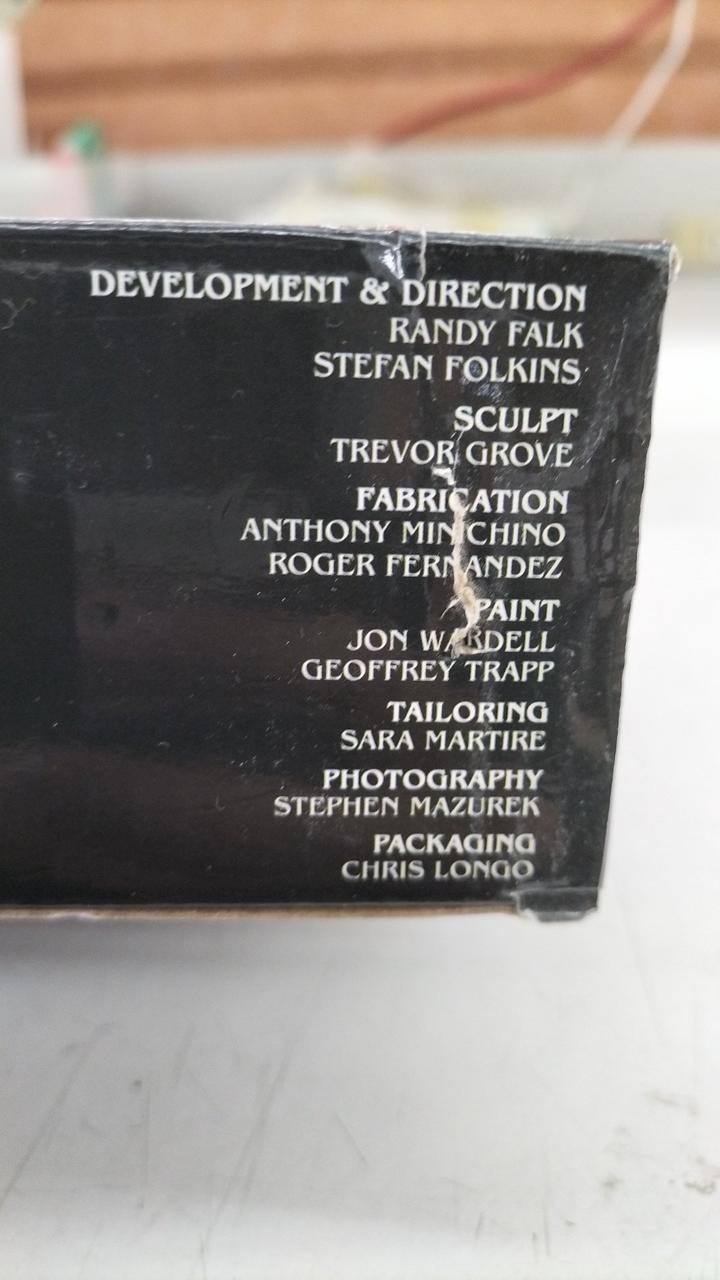 DEVELOPMENT & DIRECTION
RANDY FALK
STEFAN FOLKINS
SCULPT
TREVOR GROVE
FABRICATION
ANTHONY MINICHINO
ROGER FERNANDEZ
PAINT
JON WARDELL
GEOFFREY TRAPP
TAILORING
SARA MARTIRE
PHOTOGRAPHY
STEPHEN MAZUREK
PACKAGING
CHRIS LONGO